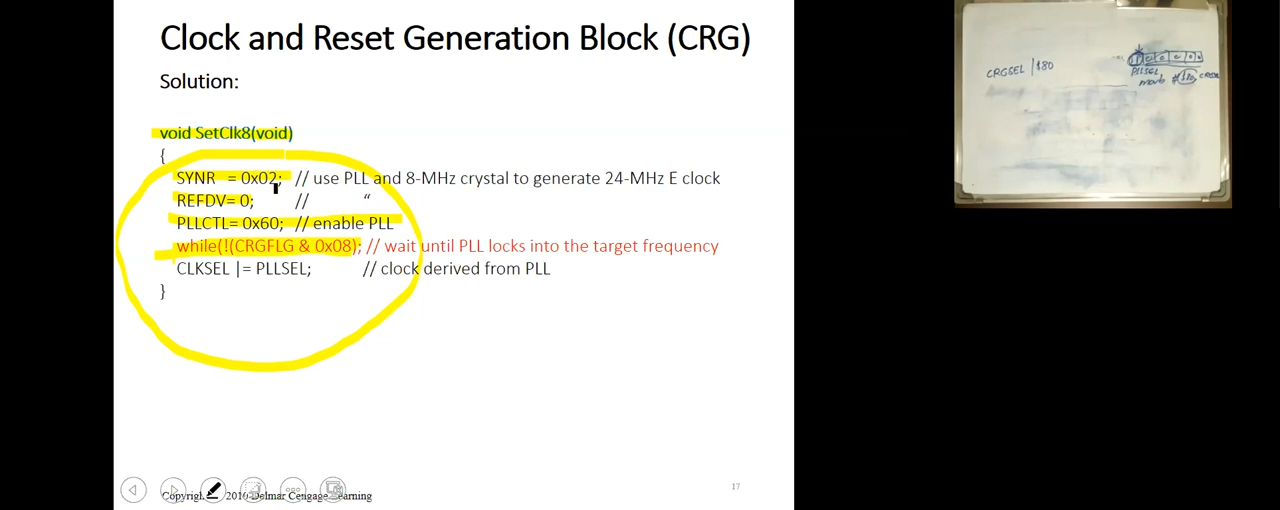 Clock and Reset Generation Block (CRG)
Solution:
void SetClk8(void)
{
SYNR = 0x02; // use PLL and 8-MHz crystal to generate 24-MHz E clock
REFDV= 0; // “
PLLCTL= 0x60; // enable PLL
while(!(CRGFLG & 0x08); // wait until PLL locks into the target frequency
CLKSEL |= PLLSEL; // clock derived from PLL
}
17
2010 Delmar Cengage Learning
CRGSEL | $80
PLLSEL
movb #$80,